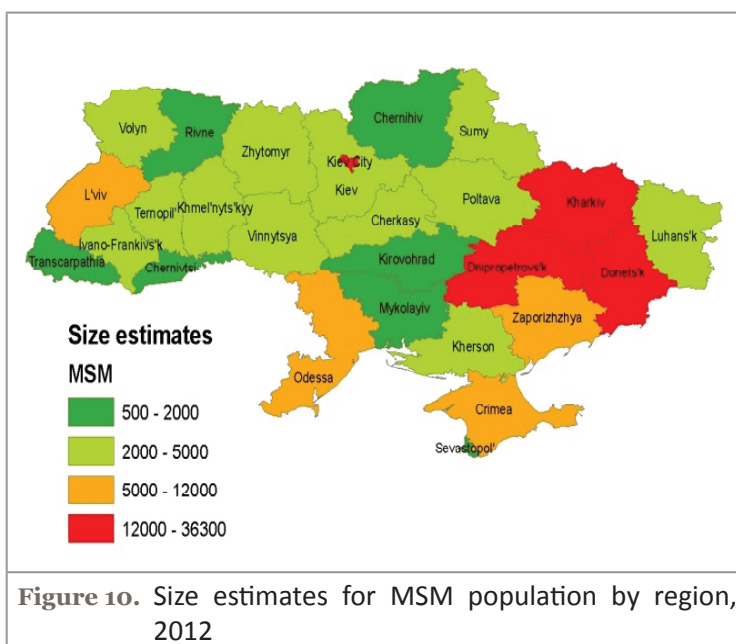 Chernihiv
Volyn
Rivne
Sumy
Zhytomyr
Kiev City
L'viv
Kiev
Poltava
Kharkiv
Ternopil'
Khmel'nyts'kyy
Cherkasy
Luhans'k
Ivano-Frankivs'k
Vinnytsya
Transcarpathia
Chernivtsi
Kirovohrad
Dnipropetrovs'k
Donets'k
Mykolayiv
Zaporizhzhya
Kherson
Odessa
Crimea
Sevastopol'
Size estimates
MSM
500 - 2000
2000 - 5000
5000 - 12000
12000 - 36300
Figure 10. Size estimates for MSM population by region,
2012